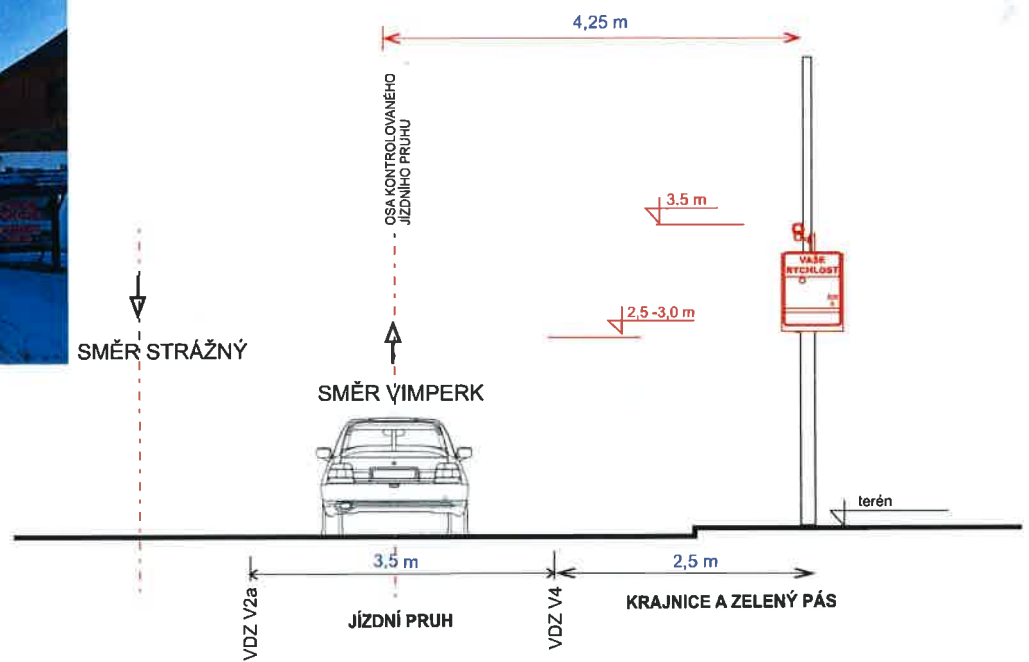 4,25 m
OSA KONTROLOVANÉHO
JÍZDNÍHO PRUHU
3.5 m
VAŠE
RYCHLOST
2,5 -3,0 m
SMĚR STRÁŽNÝ
SMĚR VIMPERK
terén
3,5 m
2,5 m
VDZ V2a
JÍZDNÍ PRUH
VDZ V4
KRAJNICE A ZELENÝ PÁS